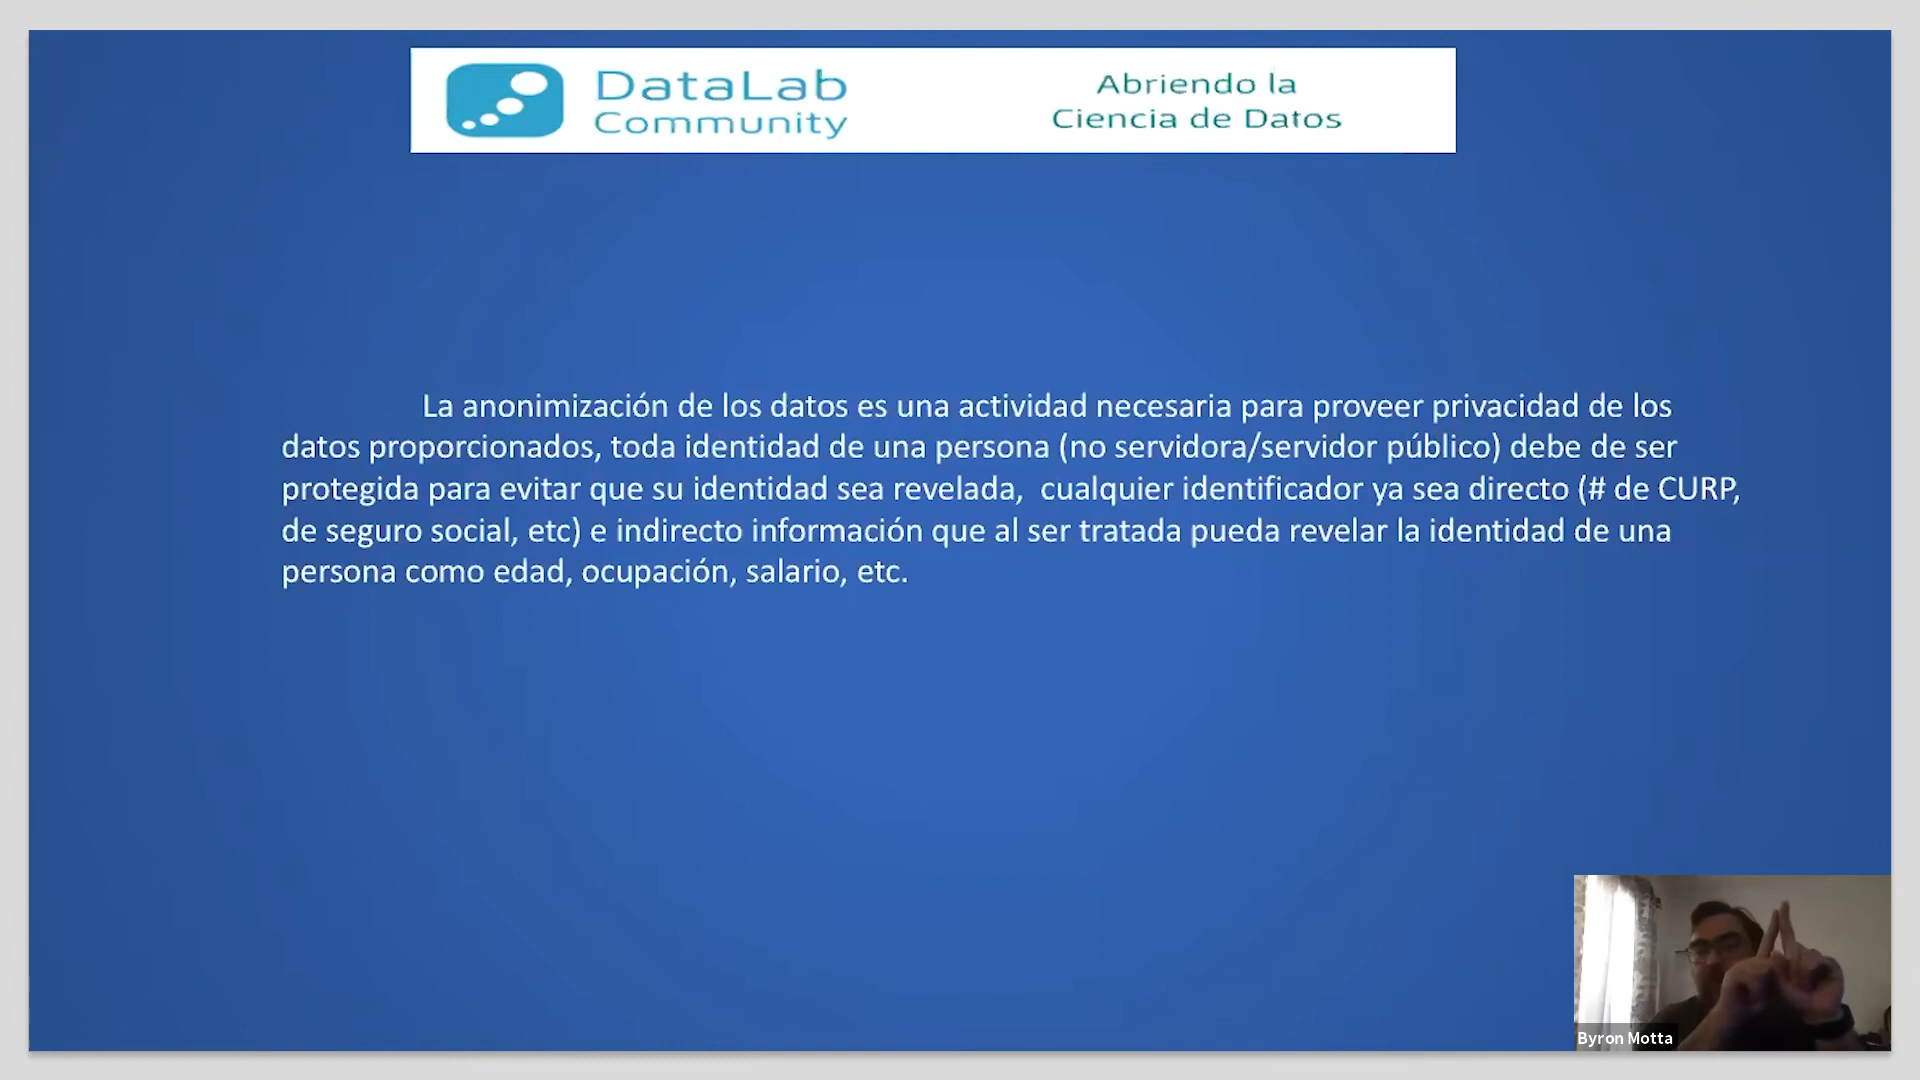 DataLab
Community
Abriendo la
Ciencia de Datos
La anonimización de los datos es una actividad necesaria para proveer privacidad de los
datos proporcionados, toda identidad de una persona (no servidora/servidor público) debe de ser
protegida para evitar que su identidad sea revelada,  cualquier identificador ya sea directo (# de CURP,
de seguro social, etc) e indirecto información que al ser tratada pueda revelar la identidad de una
persona como edad, ocupación, salario, etc.
Byron Motta